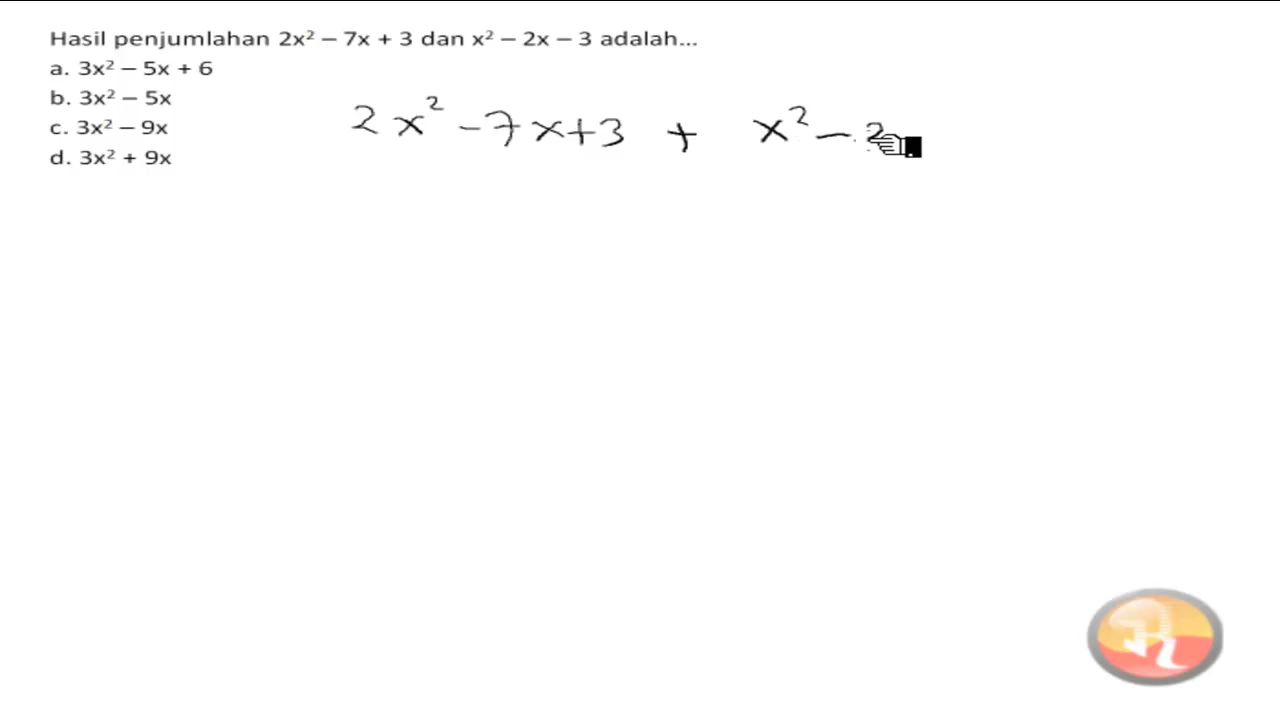 Hasil penjumlahan 2x² – 7x + 3 dan x² – 2x – 3 adalah...
a. 3x² – 5x + 6
b. 3x² – 5x
c. 3x² – 9x
d. 3x² + 9x
2x² - 7x + 3 + x² - 2